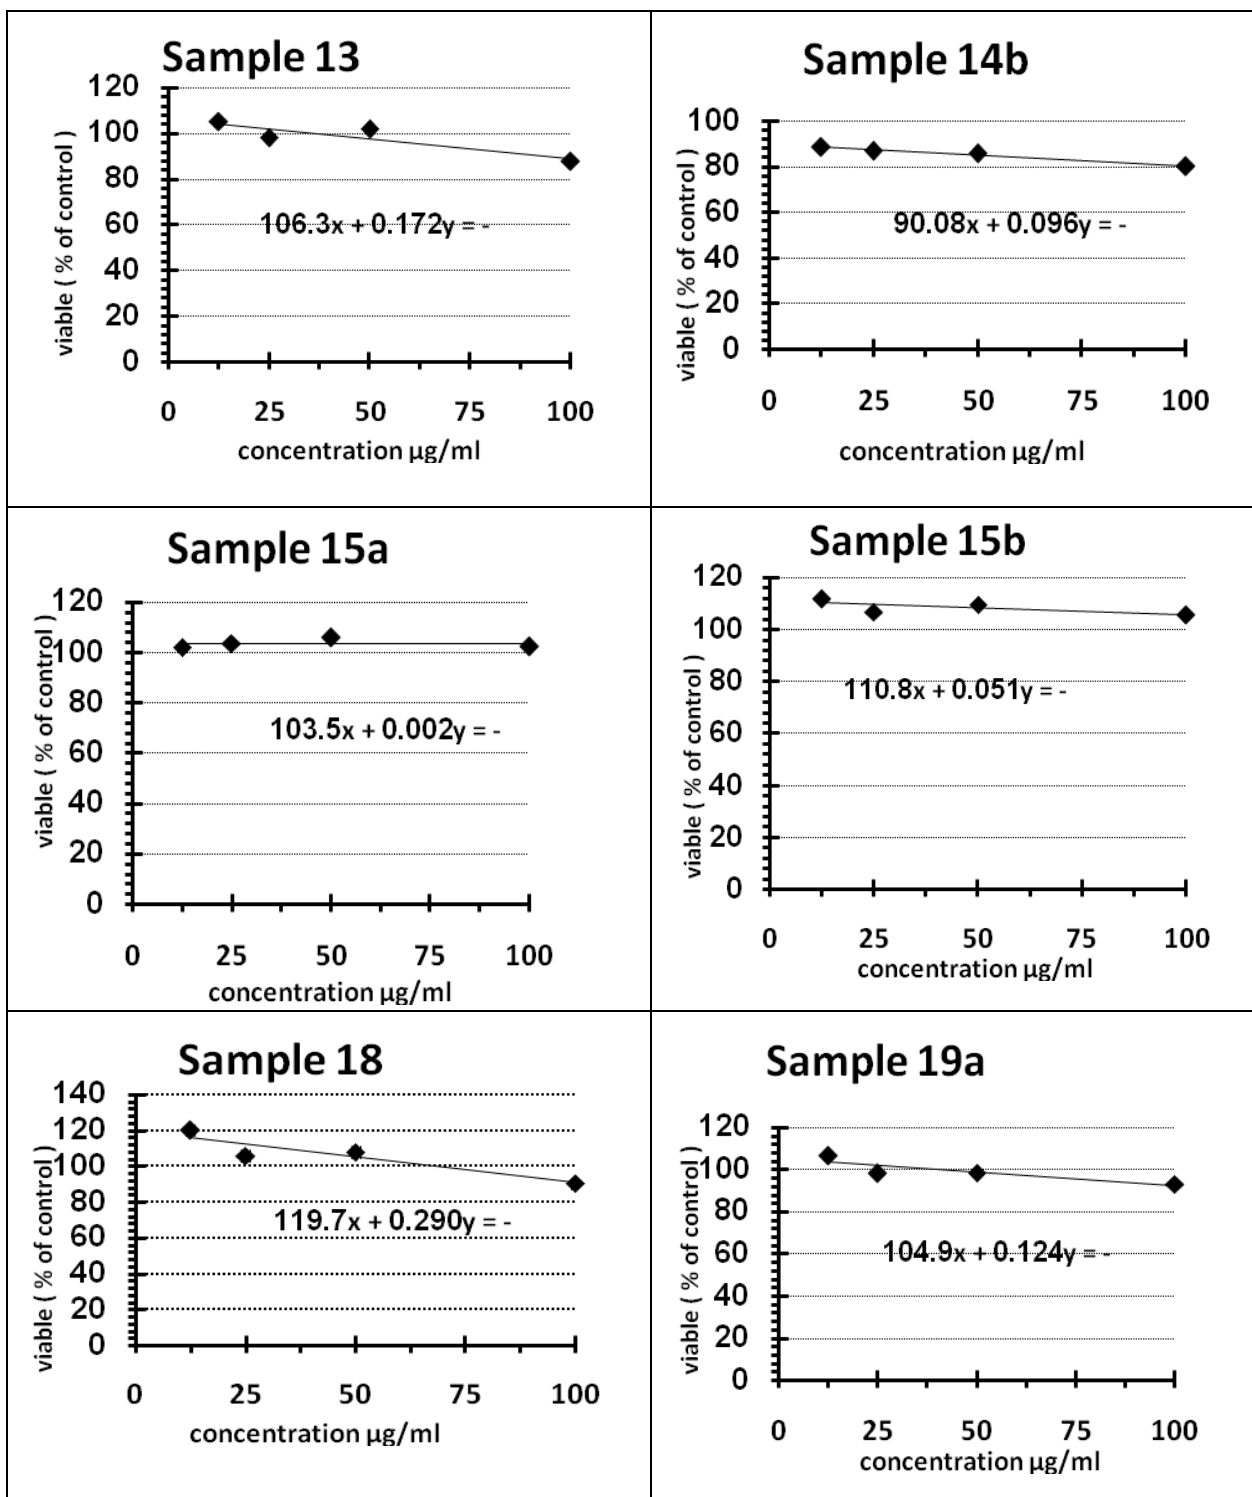 Sample 13
120
100
80
60
40
20
0
viable ( % of control )
106.3x + 0.172y = -
0 25 50 75 100
concentration µg/ml
Sample 14b
100
80
60
40
20
0
viable ( % of control )
90.08x + 0.096y = -
0 25 50 75 100
concentration µg/ml
Sample 15a
120
100
80
60
40
20
0
viable ( % of control )
103.5x + 0.002y = -
0 25 50 75 100
concentration µg/ml
Sample 15b
120
100
80
60
40
20
0
viable ( % of control )
110.8x + 0.051y = -
0 25 50 75 100
concentration µg/ml
Sample 18
140
120
100
80
60
40
20
0
viable ( % of control )
119.7x + 0.290y = -
0 25 50 75 100
concentration µg/ml
Sample 19a
120
100
80
60
40
20
0
viable ( % of control )
104.9x + 0.124y = -
0 25 50 75 100
concentration µg/ml